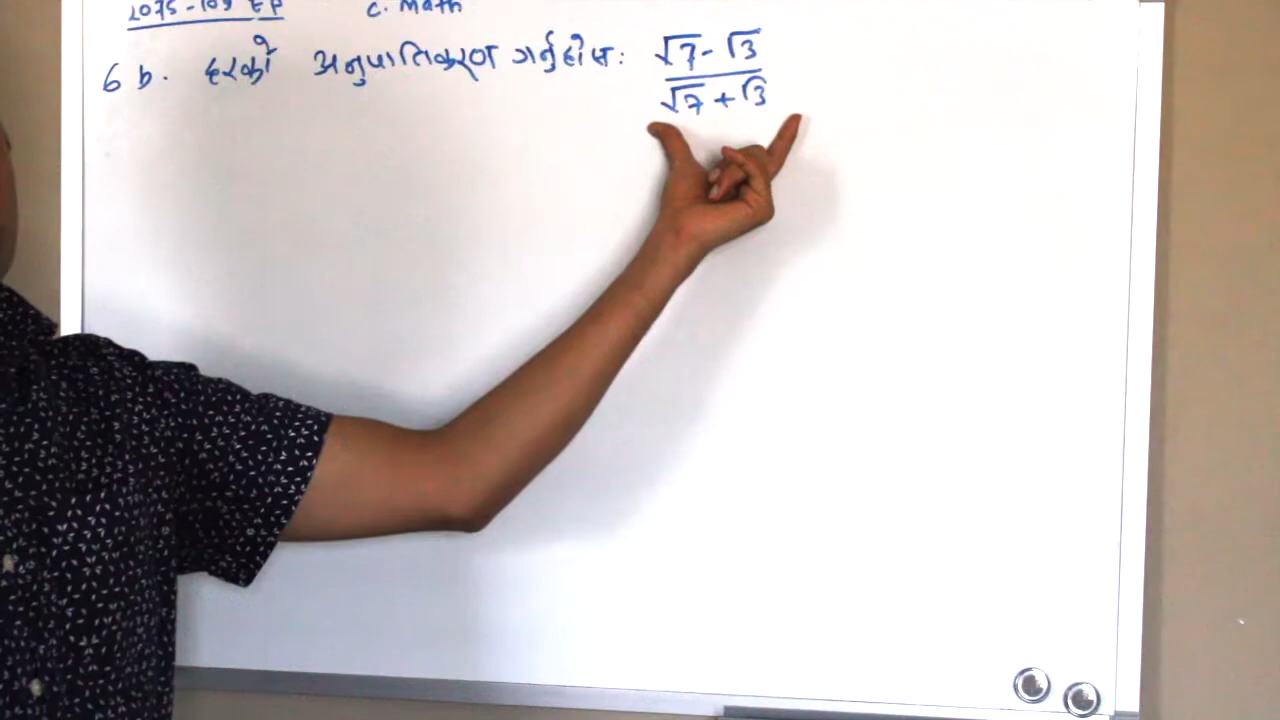 2075-109 EP C. Math
6 b. हरको अनुपातिकरण गर्नुहोस: √7 - √3
√7 + √3